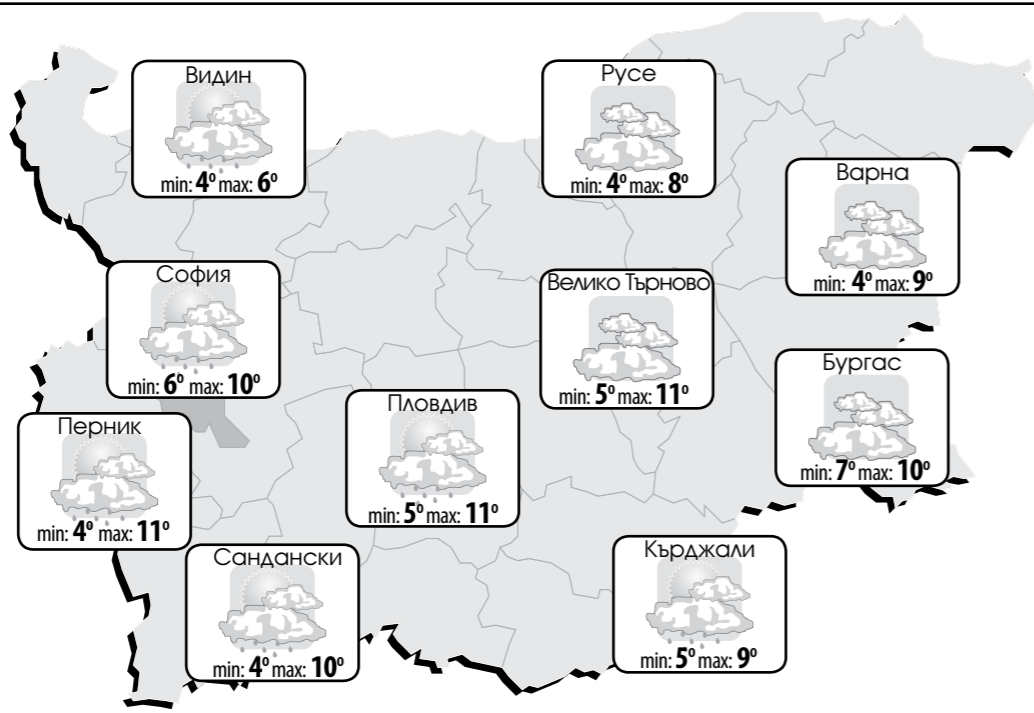 Видин
min: 4° max: 6°
Русе
min: 4° max: 8°
Варна
min: 4° max: 9°
София
min: 6° max: 10°
Велико Търново
min: 5° max: 11°
Бургас
min: 7° max: 10°
Пловдив
min: 5° max: 11°
Перник
min: 4° max: 11°
Сандански
min: 4° max: 10°
Кърджали
min: 5° max: 9°